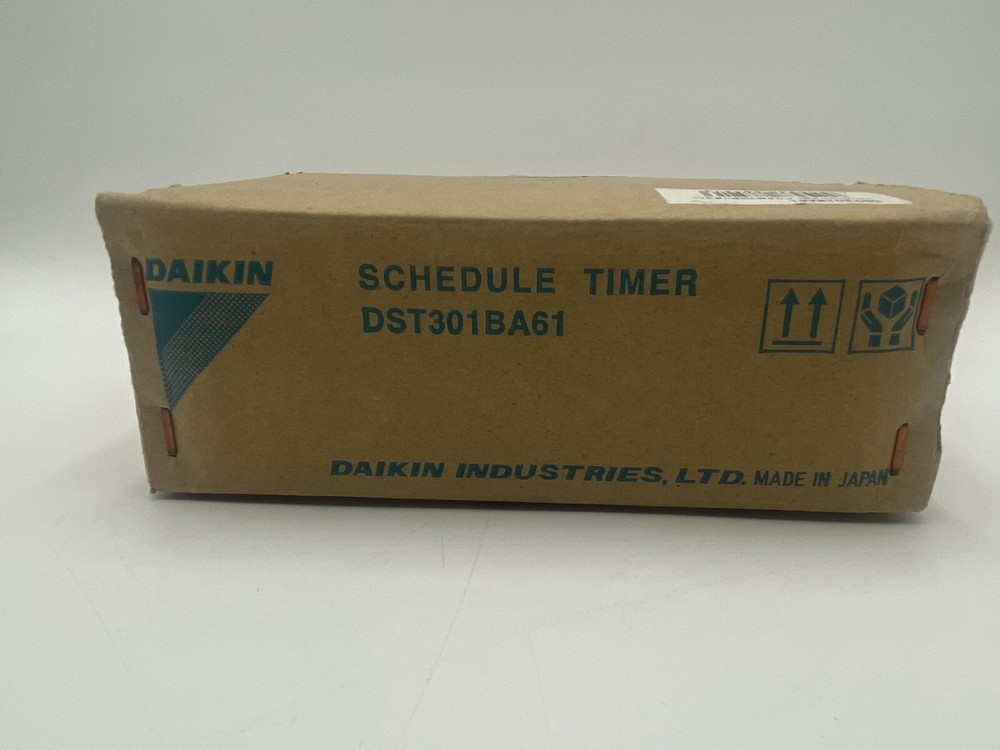 DAIKIN
SCHEDULE TIMER
DST301BA61
DAIKIN INDUSTRIES, LTD. MADE IN JAPAN